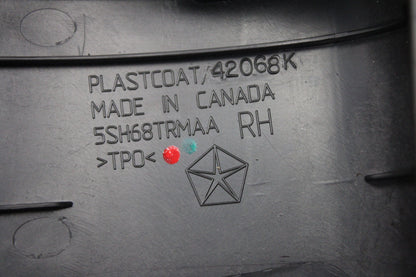 PLASTCOAT/42068K
MADE IN CANADA
5SH68TRMAA RH
>TPO<